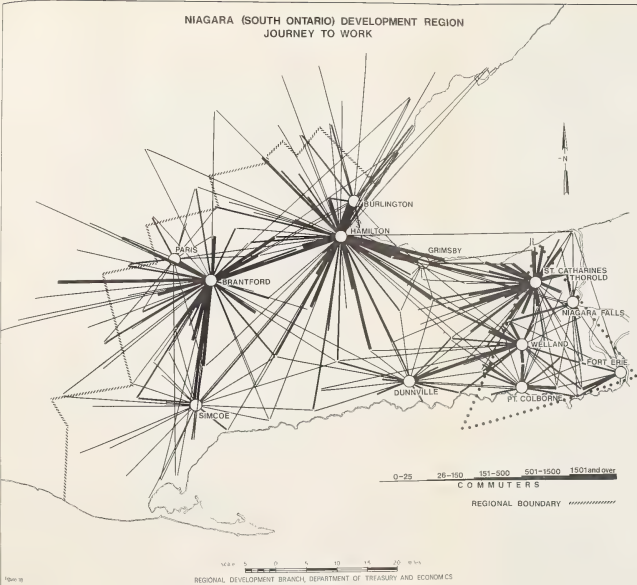 NIAGARA (SOUTH ONTARIO) DEVELOPMENT REGION
JOURNEY TO WORK
N
BURLINGTON
HAMILTON
GRIMSBY
PARIS
BRANTFORD
ST. CATHARINES
THOROLD
NIAGARA FALLS
WELLAND
FORT ERIE
DUNNVILLE
PT. COLBORNE
SIMCOE
0-25 26-150 151-500 501-1500 1501 and over
COMMUTERS
REGIONAL BOUNDARY
5 0 5 10 15 20
REGIONAL DEVELOPMENT BRANCH, DEPARTMENT OF TREASURY AND ECONOMICS